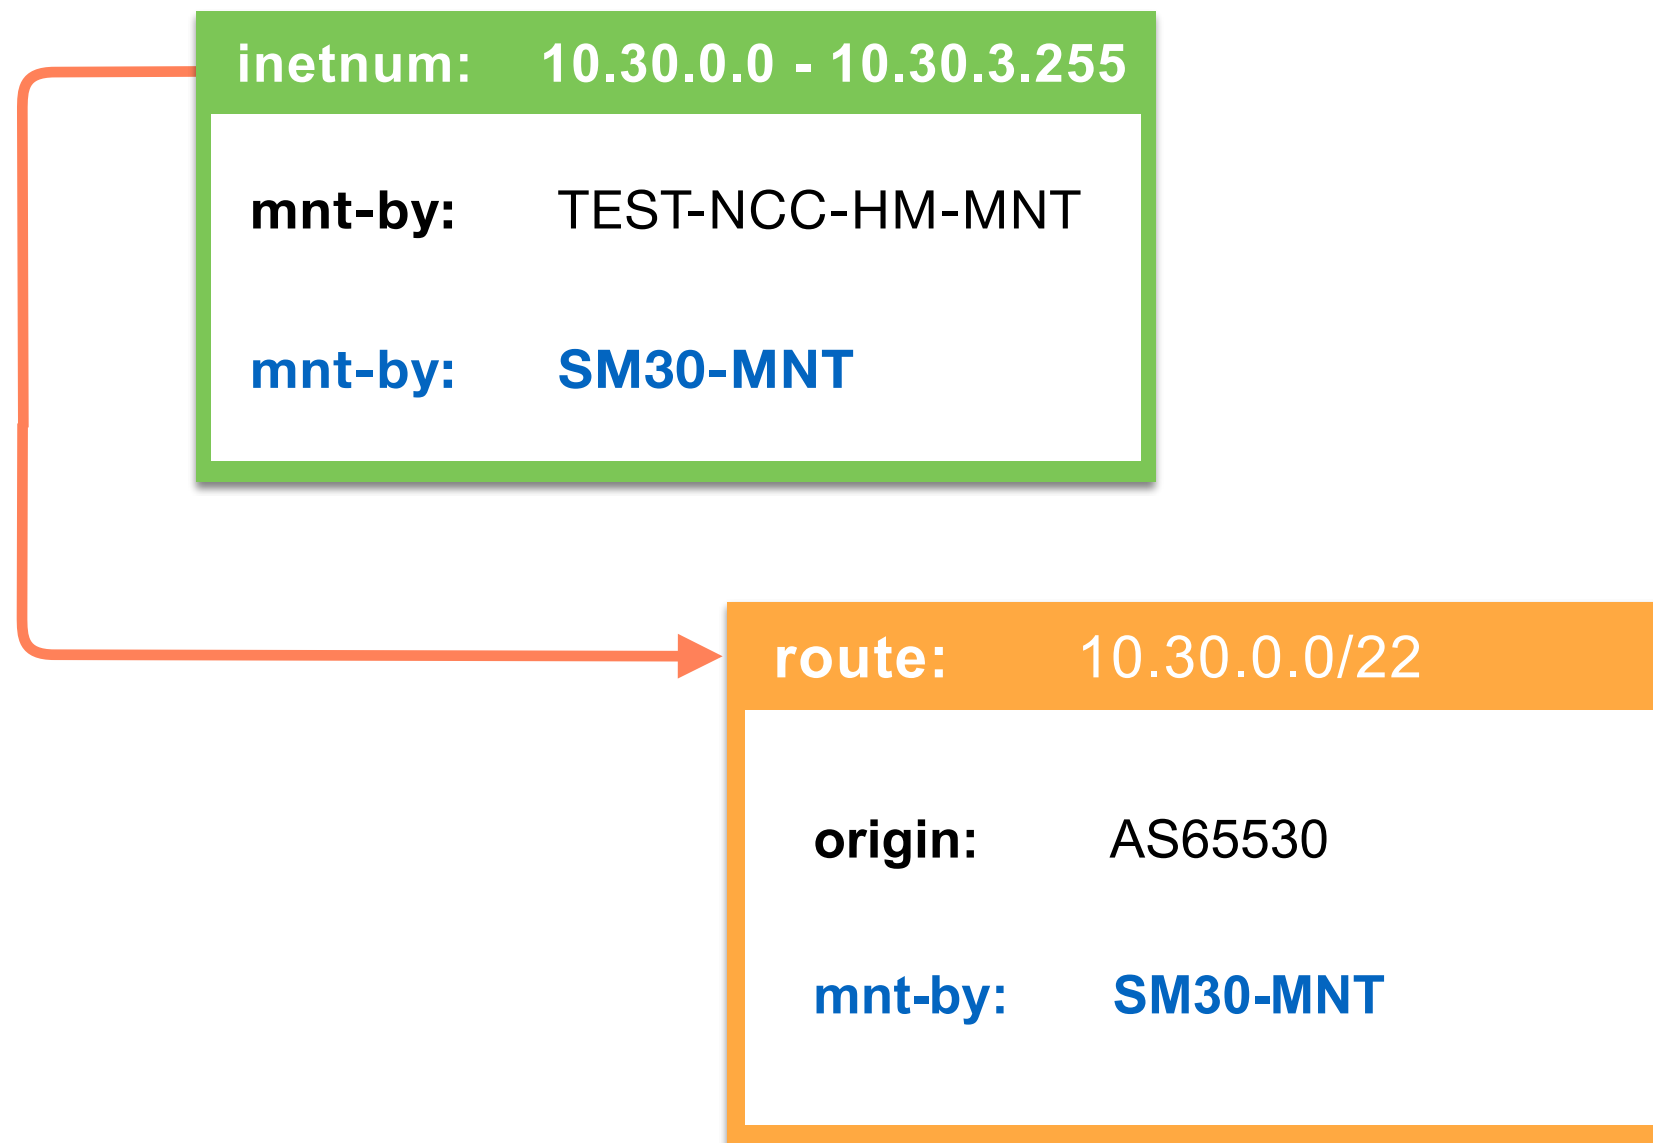 inetnum: 10.30.0.0 - 10.30.3.255
mnt-by: TEST-NCC-HM-MNT
mnt-by: SM30-MNT
route: 10.30.0.0/22
origin: AS65530
mnt-by: SM30-MNT